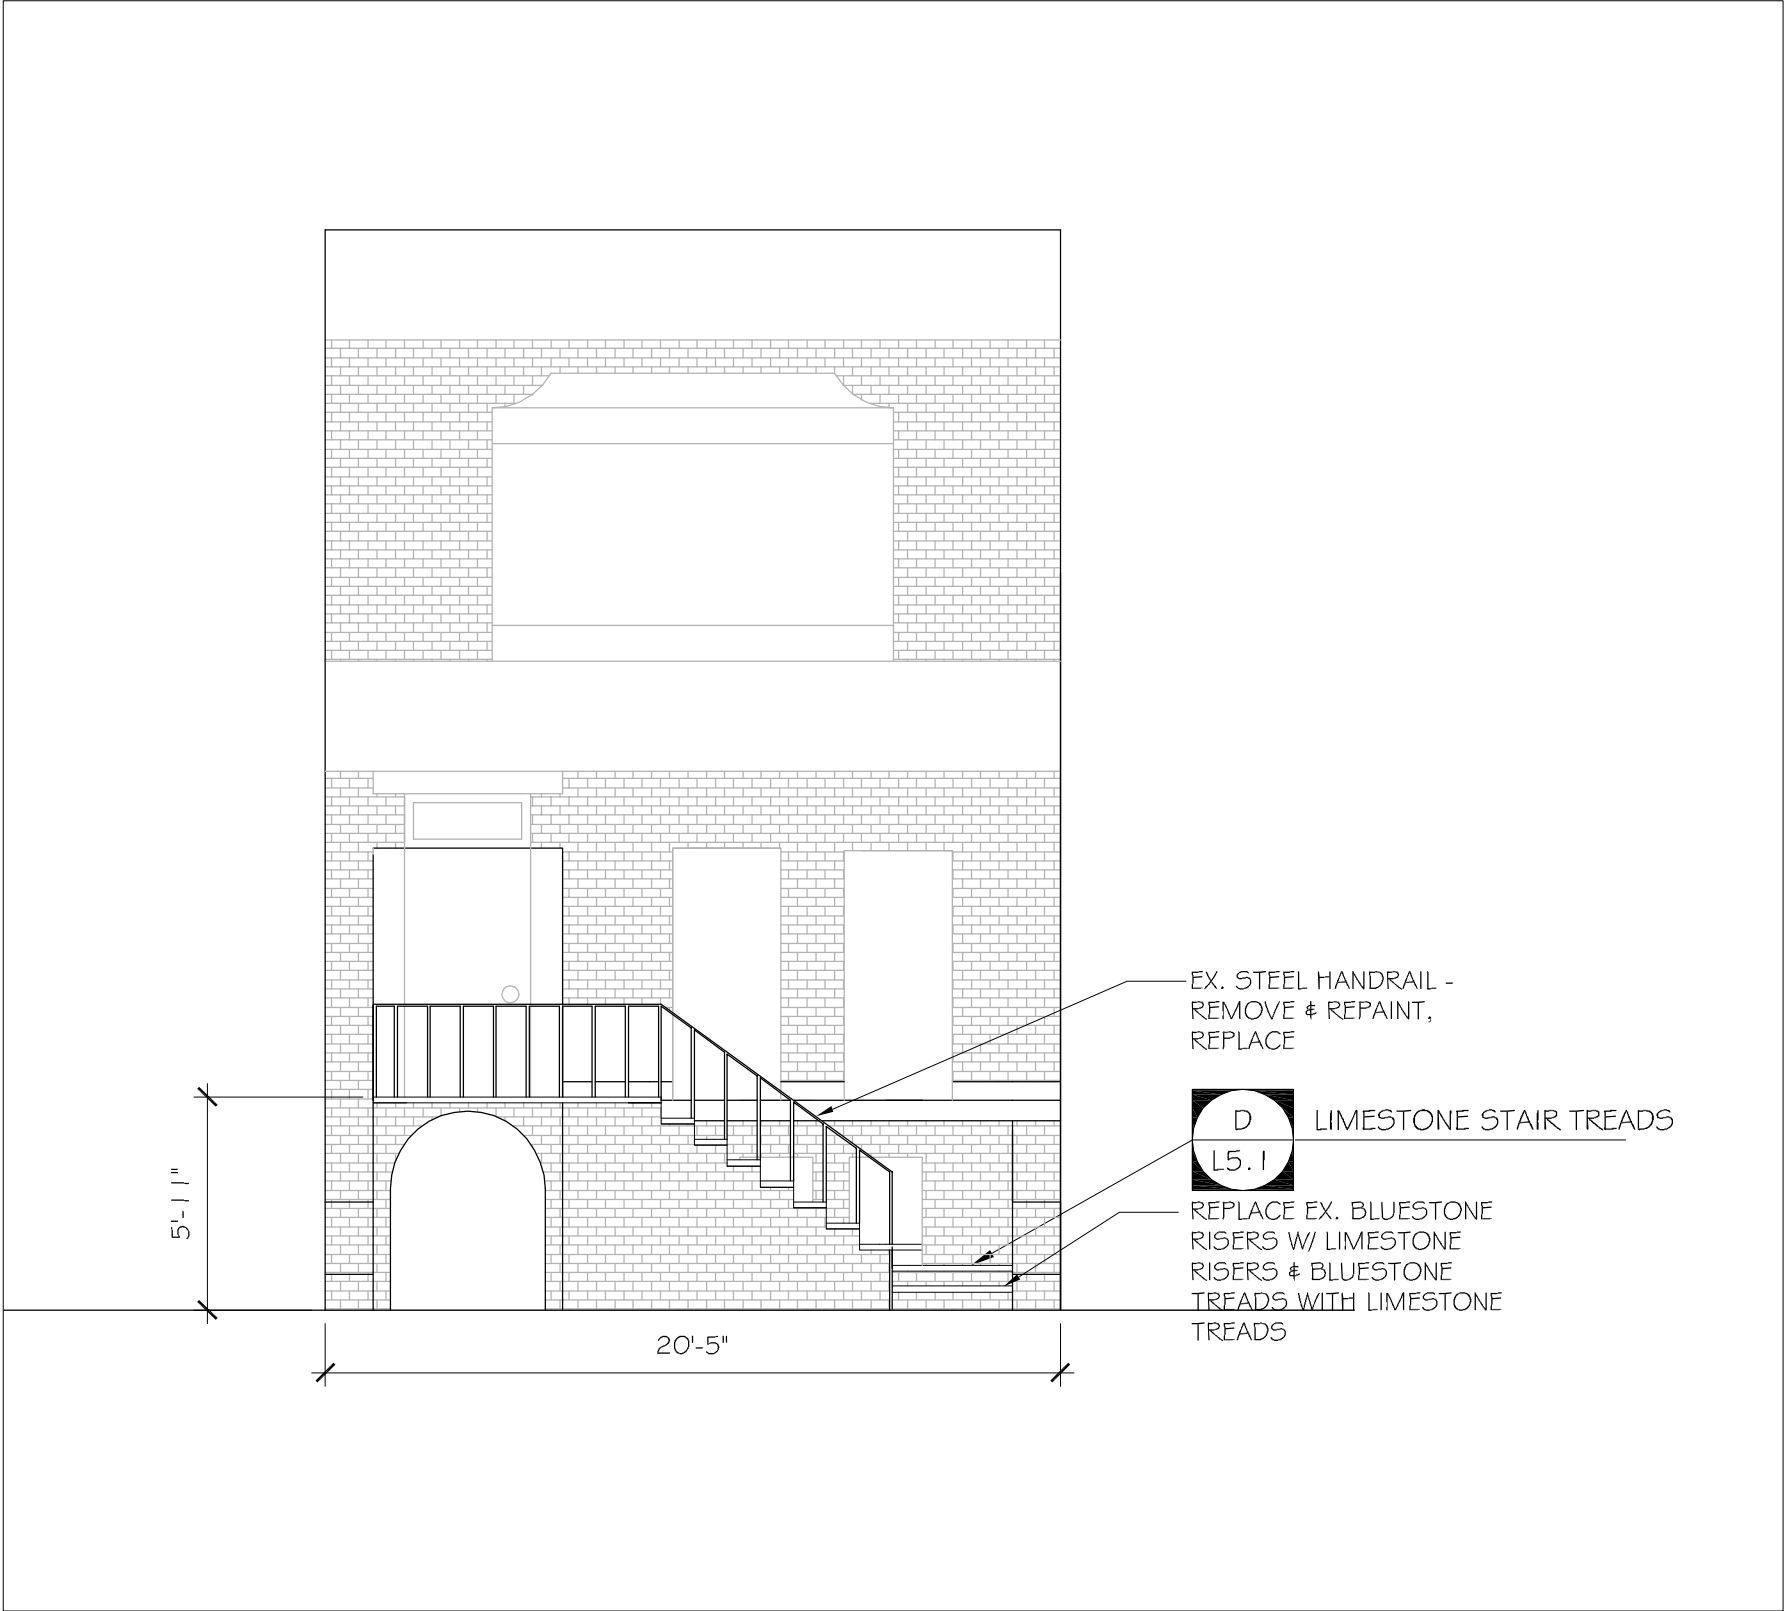 EX. STEEL HANDRAIL -
REMOVE & REPAINT,
REPLACE
D
L5.1
LIMESTONE STAIR TREADS
REPLACE EX. BLUESTONE
RISERS W/ LIMESTONE
RISERS & BLUESTONE
TREADS WITH LIMESTONE
TREADS
5'-11"
20'-5"